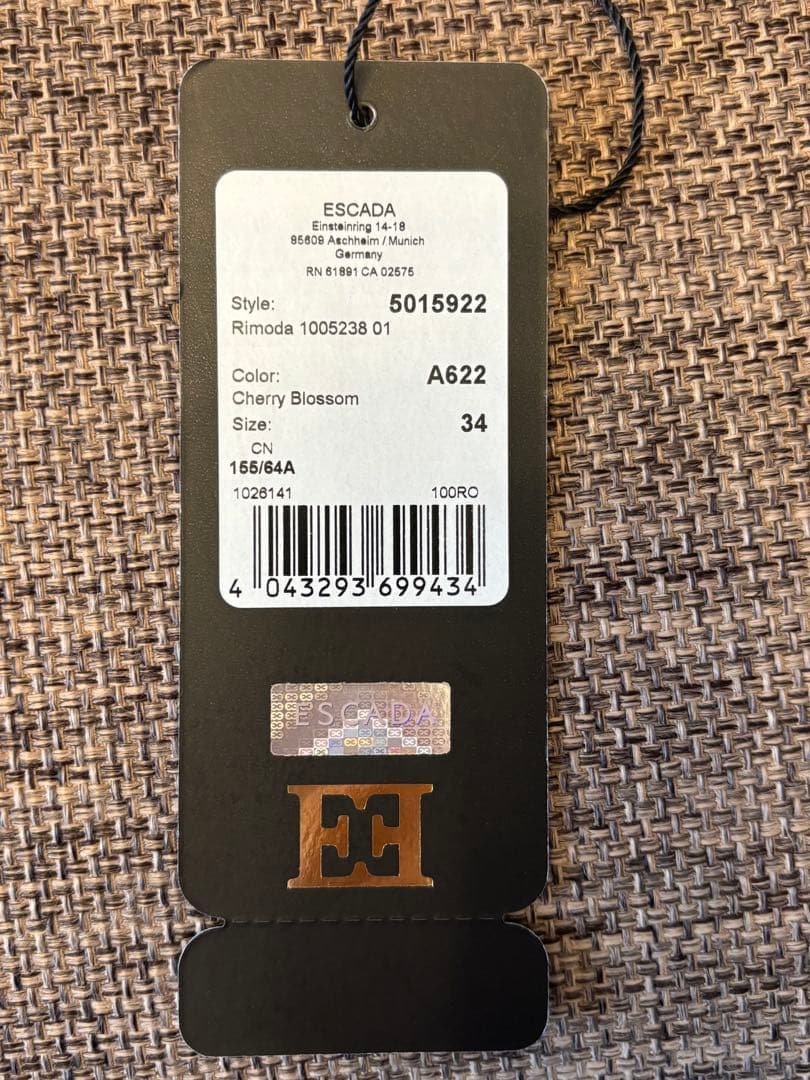 ESCADA
Einsteinring 14-18
85609 Aschheim / Munich
Germany
RN 61891 CA 02575
Style: 5015922
Rimoda 1005238 01
Color: A622
Cherry Blossom
Size: 34
CN
155/64A
1026141 100RO
4 043293 699434
ESCADA